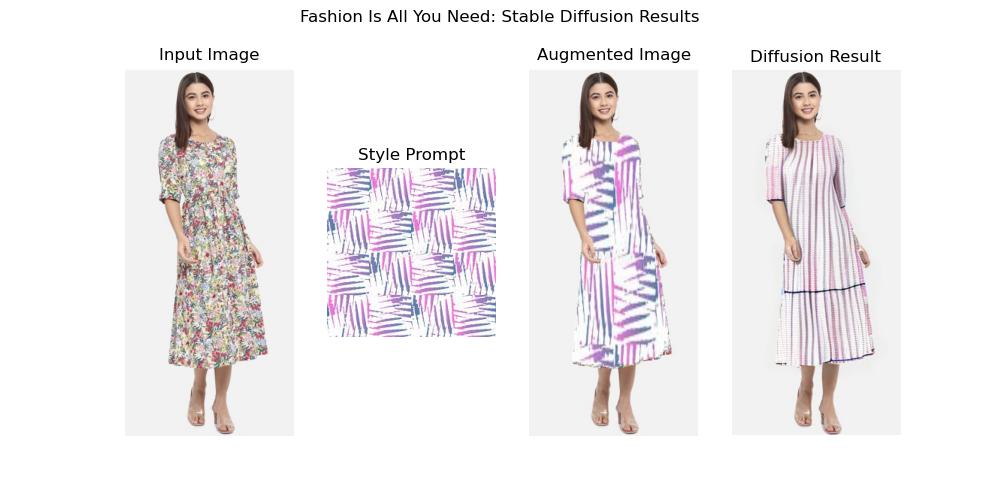 Fashion Is All You Need: Stable Diffusion Results
Input Image
Style Prompt
Augmented Image
Diffusion Result